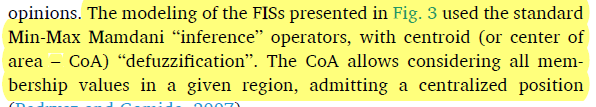 opinions. The modeling of the FISs presented in Fig. 3 used the standard
Min-Max Mamdani “inference” operators, with centroid (or center of
area – CoA) “defuzzification”. The CoA allows considering all mem-
bership values in a given region, admitting a centralized position